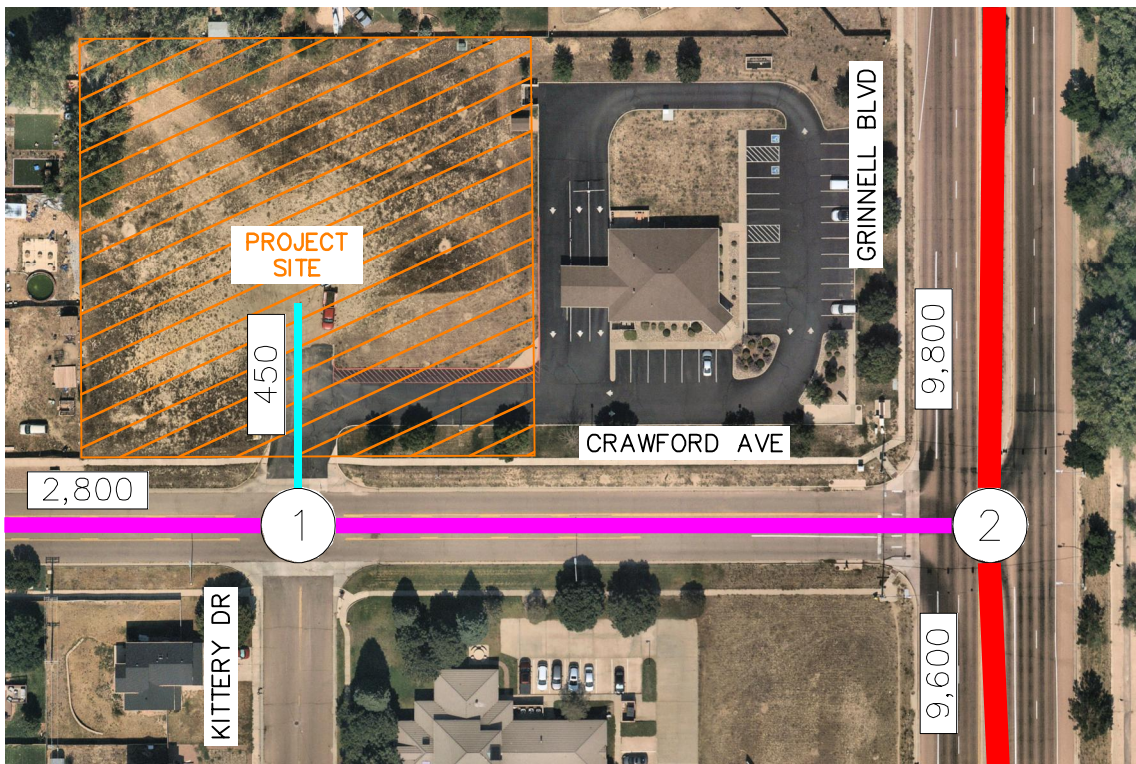 PROJECT
SITE
GRINNELL BLVD
450
9,800
CRAWFORD AVE
2,800
1
2
KITTERY DR
9,600